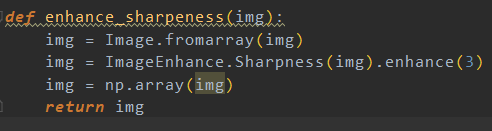 def enhance_sharpeness(img):
    img = Image.fromarray(img)
    img = ImageEnhance.Sharpness(img).enhance(3)
    img = np.array(img)
    return img